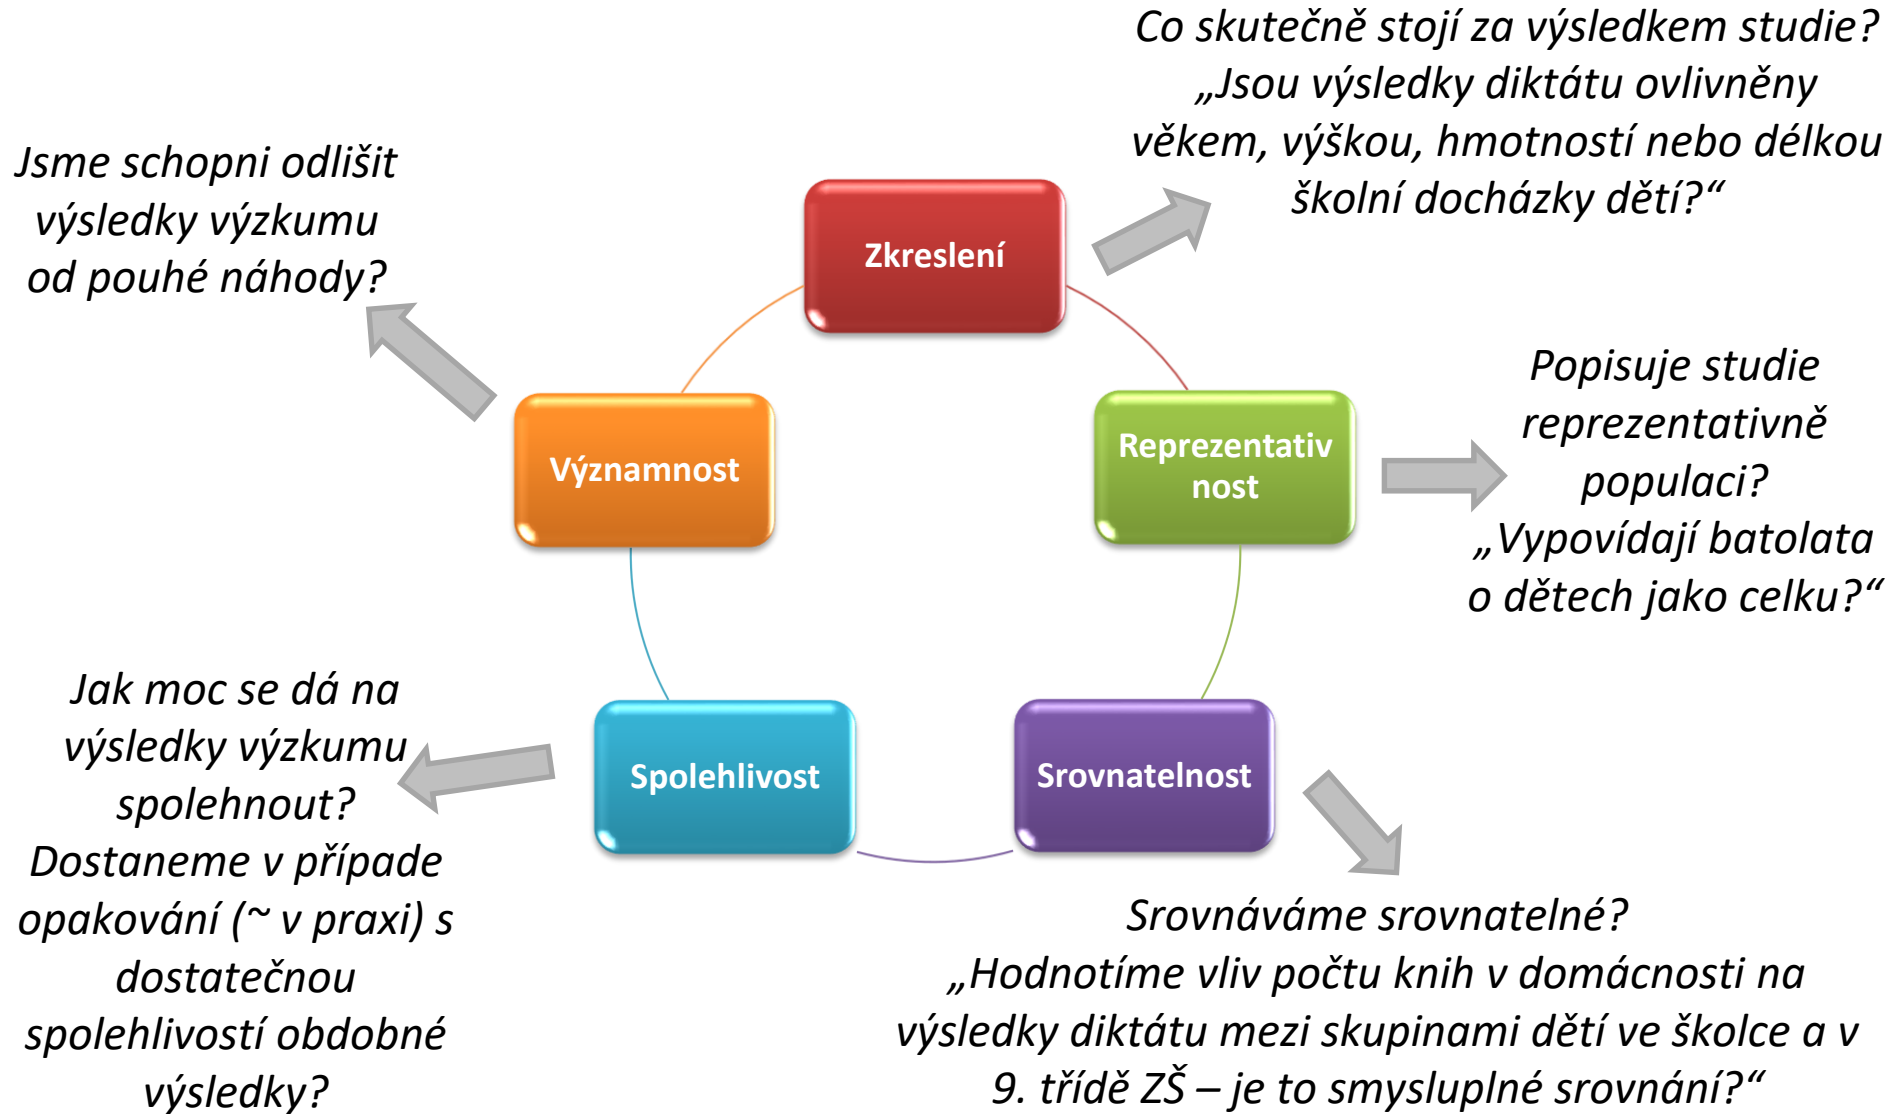 Co skutečně stojí za výsledkem studie?
„Jsou výsledky diktátu ovlivněny
věkem, výškou, hmotností nebo délkou
školní docházky dětí?“
Jsme schopni odlišit
výsledky výzkumu
od pouhé náhody?
Zkreslení
Významnost
Reprezentativ
nost
Popisuje studie
reprezentativně
populaci?
„Vypovídají batolata
o dětech jako celku?“
Spolehlivost
Srovnatelnost
Jak moc se dá na
výsledky výzkumu
spolehnout?
Dostaneme v případe
opakování (~ v praxi) s
dostatečnou
spolehlivostí obdobné
výsledky?
Srovnáváme srovnatelné?
„Hodnotíme vliv počtu knih v domácnosti na
výsledky diktátu mezi skupinami dětí ve školce a v
9. třídě ZŠ – je to smysluplné srovnání?“